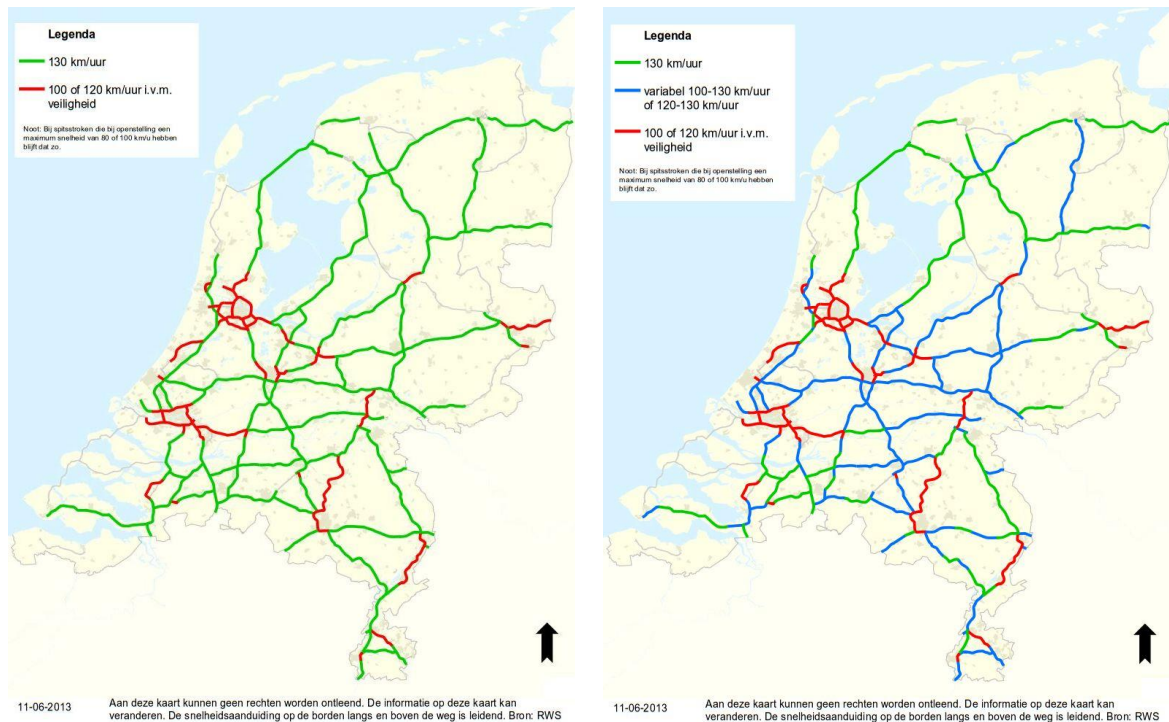 Legenda
130 km/uur
100 of 120 km/uur i.v.m.
veiligheid
Noot: Bij spitsstroken die bij openstelling een
maximum snelheid van 80 of 100 km/u hebben
blijft dat zo.
11-06-2013
Aan deze kaart kunnen geen rechten worden ontleend. De informatie op deze kaart kan
veranderen. De snelheidsaanduiding op de borden langs en boven de weg is leidend. Bron: RWS
Legenda
130 km/uur
variabel 100-130 km/uur
of 120-130 km/uur
100 of 120 km/uur i.v.m.
veiligheid
Noot: Bij spitsstroken die bij openstelling een
maximum snelheid van 80 of 100 km/u hebben
blijft dat zo.
11-06-2013
Aan deze kaart kunnen geen rechten worden ontleend. De informatie op deze kaart kan
veranderen. De snelheidsaanduiding op de borden langs en boven de weg is leidend. Bron: RWS